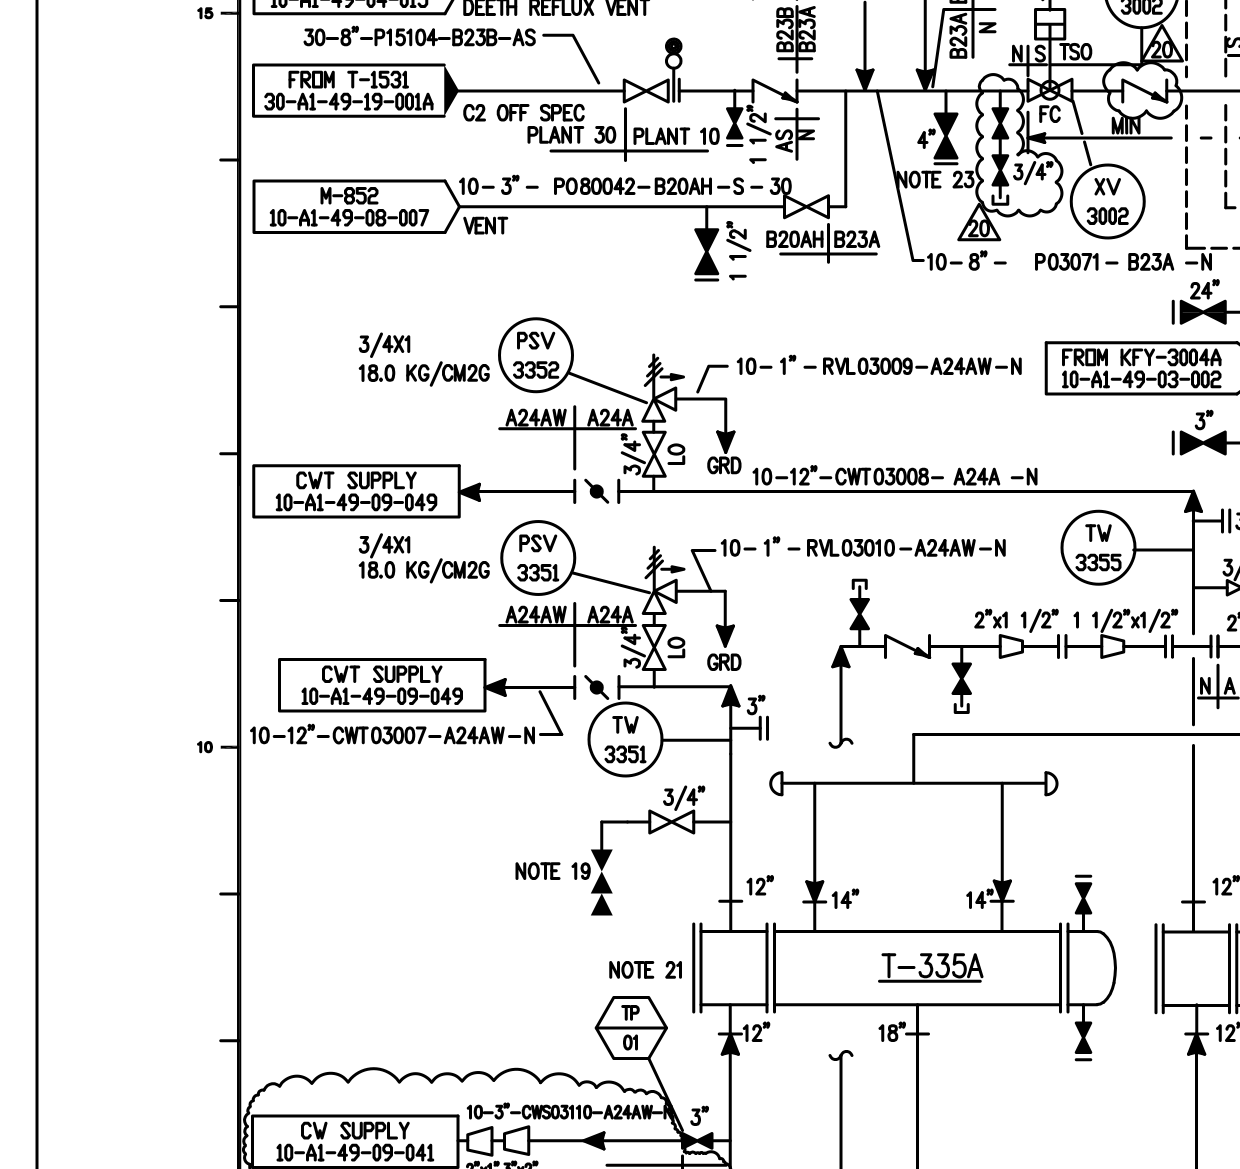 15
10-A1-49-04-015
DEETH REFLUX VENT
30-8"-P15104-B23B-AS
FROM T-1531
30-A1-49-19-001A
C2 OFF SPEC
PLANT 30
PLANT 10
1 1/2"
B23B
B23A
AS
N
B23A
N
4"
NOTE 23
3/4"
20
N
S
TSO
FC
3002
20
MIN
XV
3002
M-852
10-A1-49-08-007
10-3"-PO80042-B20AH-S-30
VENT
1 1/2"
B20AH
B23A
10-8"- P03071-B23A-N
24"
FROM KFY-3004A
10-A1-49-03-002
3"
3/4X1
18.0 KG/CM2G
PSV
3352
10-1"-RVL03009-A24AW-N
A24AW
A24A
3/4"
LO
GRD
CWT SUPPLY
10-A1-49-09-049
10-12"-CWT03008-A24A-N
3/4X1
18.0 KG/CM2G
PSV
3351
10-1"-RVL03010-A24AW-N
TW
3355
A24AW
A24A
3/4"
LO
GRD
2"x1 1/2"
1 1/2"x1/2"
2"
N
A
CWT SUPPLY
10-A1-49-09-049
10-12"-CWT03007-A24AW-N
TW
3351
3"
10
3/4"
NOTE 19
12"
14"
14"
12"
NOTE 21
T-335A
TP
01
12"
18"
12"
10-3"-CWS03110-A24AW-N
3"
CW SUPPLY
10-A1-49-09-041
2"x1"
3"x2"